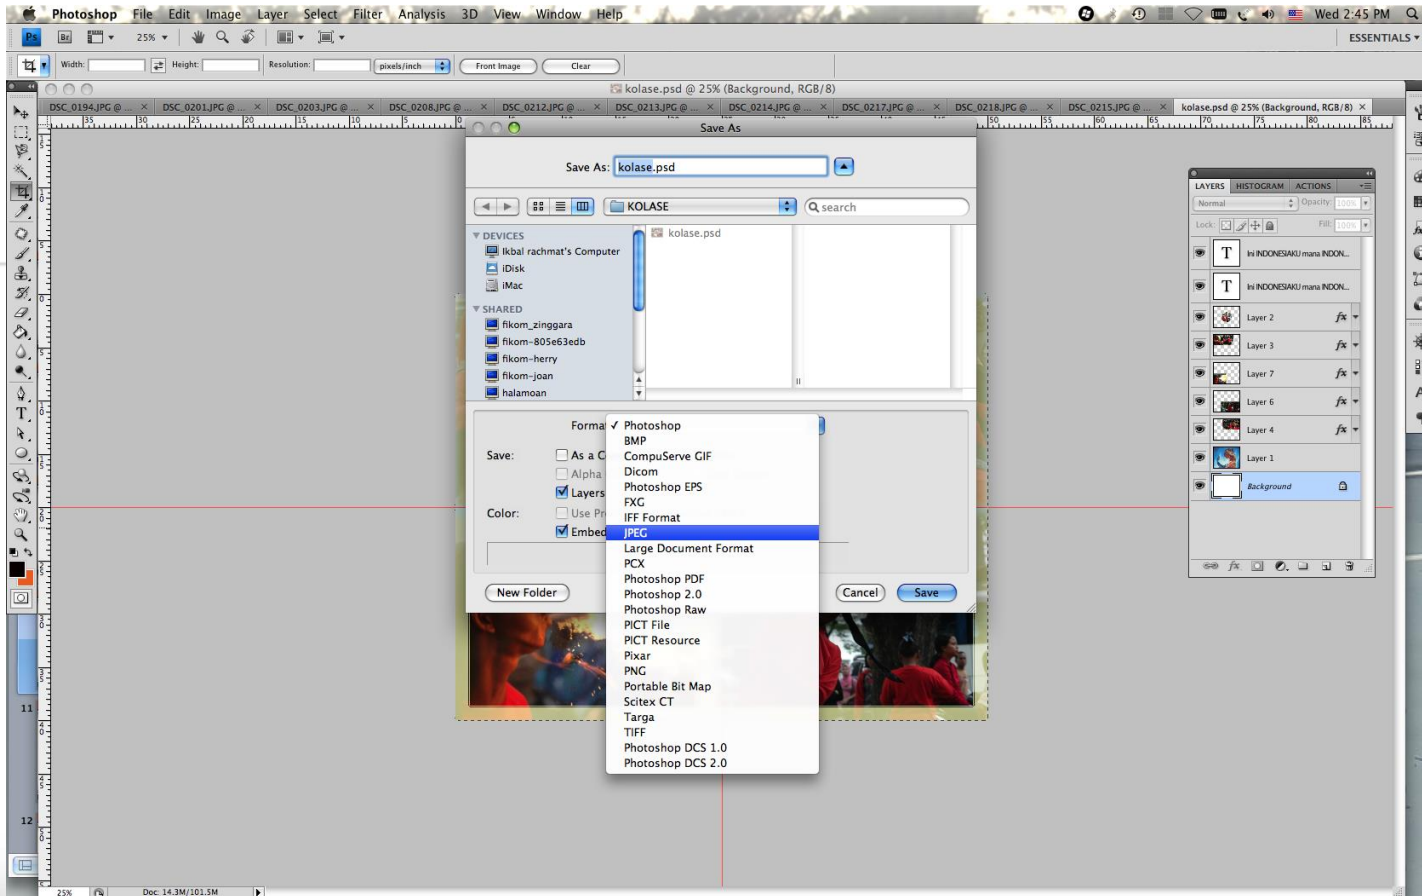 Photoshop File Edit Image Layer Select Filter Analysis 3D View Window Help Wed 2:45 PM
Ps Br 25% ESSENTIALS
Width: Height: Resolution: pixels/inch Front Image Clear
kolase.psd @ 25% (Background, RGB/8)
DSC_0194.JPG @ ... DSC_0201.JPG @ ... DSC_0203.JPG @ ... DSC_0208.JPG @ ... DSC_0212.JPG @ ... DSC_0213.JPG @ ... DSC_0214.JPG @ ... DSC_0217.JPG @ ... DSC_0218.JPG @ ... DSC_0215.JPG @ ... kolase.psd @ 25% (Background, RGB/8)
Save As
Save As: kolase.psd
KOLASE search
DEVICES
Ikbal rachmat's Computer
iDisk
iMac
SHARED
fikom_zinggara
fikom-805e63edb
fikom-herry
fikom-joan
halamoan
kolase.psd
Format
Save: As a C
Alpha
Layers
Color: Use Pr
Embed
Photoshop
BMP
CompuServe GIF
Dicom
Photoshop EPS
FXG
IFF Format
JPEG
Large Document Format
PCX
Photoshop PDF
Photoshop 2.0
Photoshop Raw
PICT File
PICT Resource
Pixar
PNG
Portable Bit Map
Scitex CT
Targa
TIFF
Photoshop DCS 1.0
Photoshop DCS 2.0
New Folder Cancel Save
LAYERS HISTOGRAM ACTIONS
Normal Opacity: 100%
Lock: Fill: 100%
T Ini INDONESIAKU mana INDON...
T Ini INDONESIAKU mana INDON...
Layer 2 fx
Layer 3 fx
Layer 7 fx
Layer 6 fx
Layer 4 fx
Layer 1
Background
11
12
25% Doc: 14.3M/101.5M